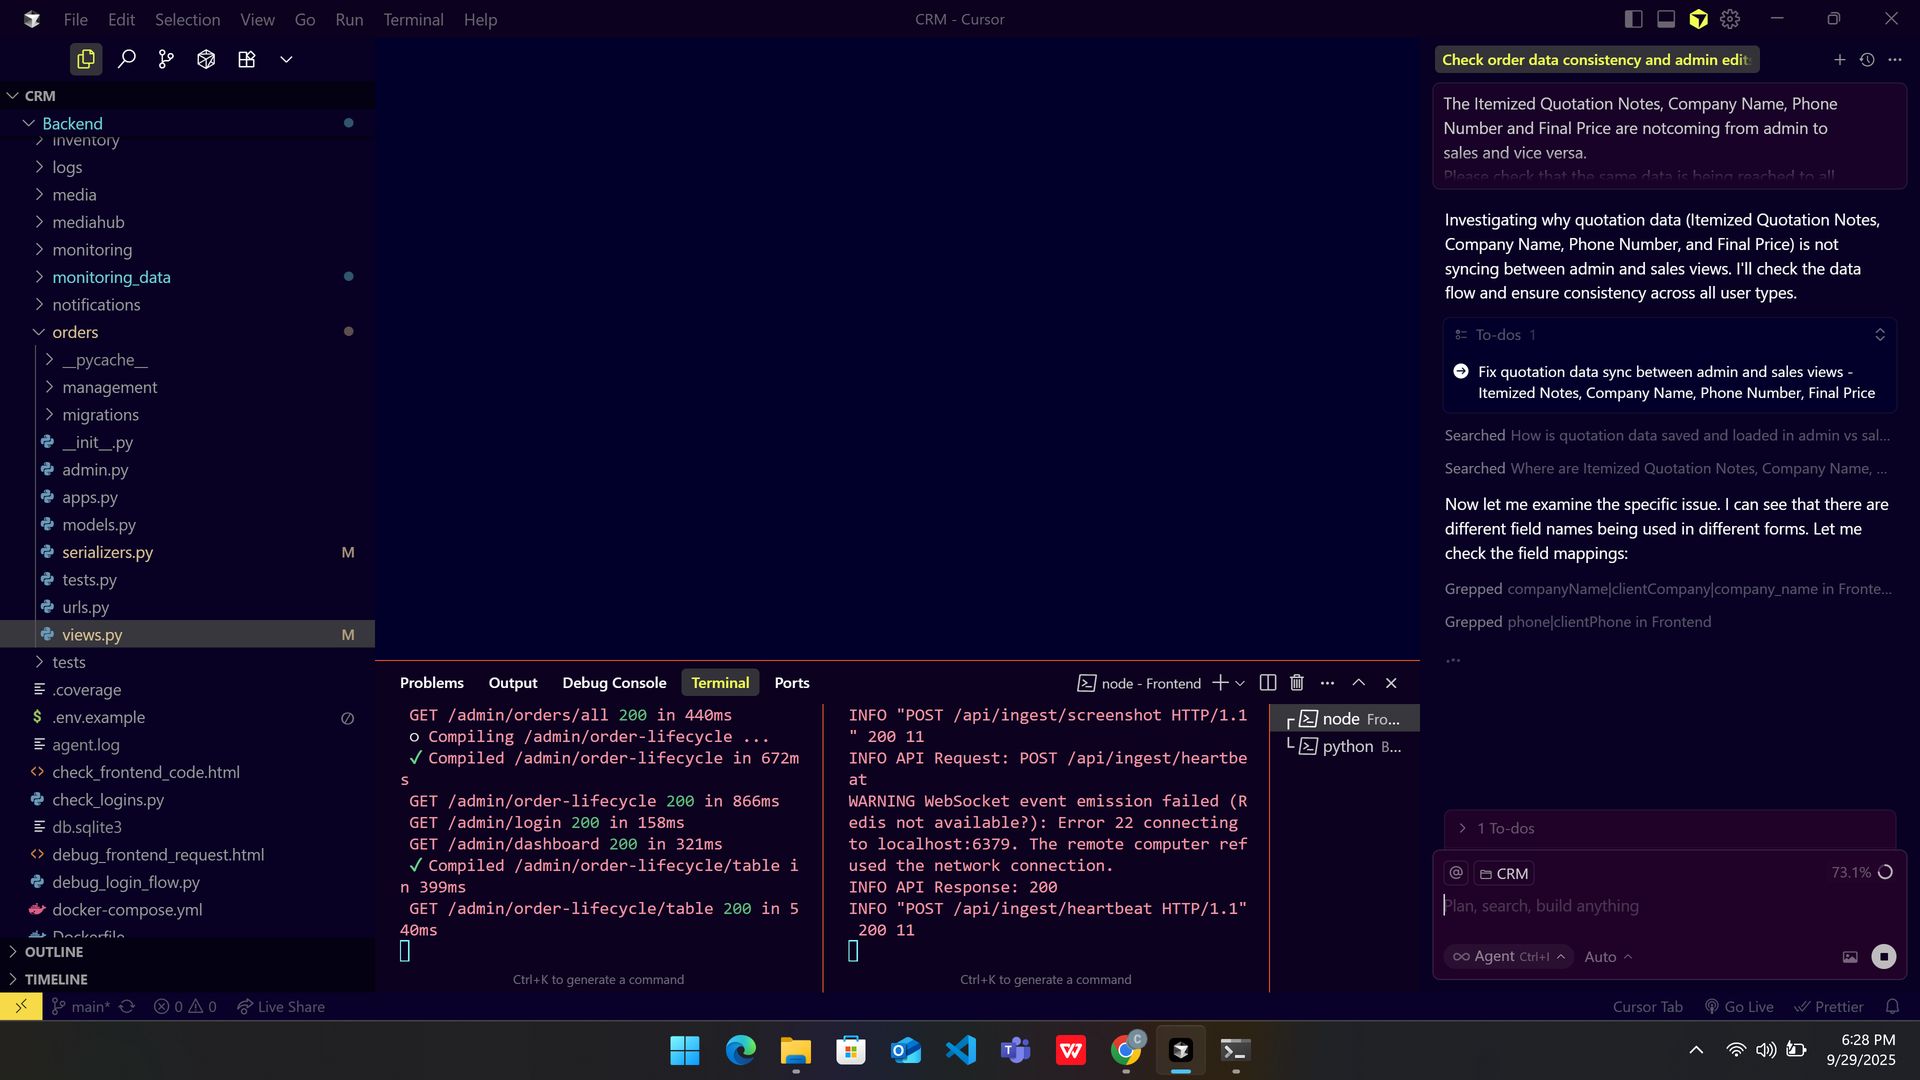 File Edit Selection View Go Run Terminal Help
CRM - Cursor
CRM
Backend
inventory
logs
media
mediahub
monitoring
monitoring_data
notifications
orders
__pycache__
management
migrations
__init__.py
admin.py
apps.py
models.py
serializers.py M
tests.py
urls.py
views.py M
tests
.coverage
$ .env.example
agent.log
check_frontend_code.html
check_logins.py
db.sqlite3
debug_frontend_request.html
debug_login_flow.py
docker-compose.yml
Dockerfile
OUTLINE
TIMELINE
Problems Output Debug Console Terminal Ports
node - Frontend
GET /admin/orders/all 200 in 440ms
○ Compiling /admin/order-lifecycle ...
✓ Compiled /admin/order-lifecycle in 672m
s
GET /admin/order-lifecycle 200 in 866ms
GET /admin/login 200 in 158ms
GET /admin/dashboard 200 in 321ms
✓ Compiled /admin/order-lifecycle/table i
n 399ms
GET /admin/order-lifecycle/table 200 in 5
40ms
Ctrl+K to generate a command
INFO "POST /api/ingest/screenshot HTTP/1.1
" 200 11
INFO API Request: POST /api/ingest/heartbe
at
WARNING WebSocket event emission failed (R
edis not available?): Error 22 connecting
to localhost:6379. The remote computer ref
used the network connection.
INFO API Response: 200
INFO "POST /api/ingest/heartbeat HTTP/1.1"
200 11
Ctrl+K to generate a command
node Fro...
python B...
Check order data consistency and admin edit
The Itemized Quotation Notes, Company Name, Phone
Number and Final Price are notcoming from admin to
sales and vice versa.
Please check that the same data is being reached to all
Investigating why quotation data (Itemized Quotation Notes,
Company Name, Phone Number, and Final Price) is not
syncing between admin and sales views. I'll check the data
flow and ensure consistency across all user types.
To-dos 1
Fix quotation data sync between admin and sales views -
Itemized Notes, Company Name, Phone Number, Final Price
Searched How is quotation data saved and loaded in admin vs sal...
Searched Where are Itemized Quotation Notes, Company Name, ...
Now let me examine the specific issue. I can see that there are
different field names being used in different forms. Let me
check the field mappings:
Grepped companyName|clientCompany|company_name in Fronte...
Grepped phone|clientPhone in Frontend
...
1 To-dos
@ CRM 73.1%
Plan, search, build anything
Agent Ctrl+I Auto
main* 0 0 Live Share
Cursor Tab Go Live Prettier
6:28 PM
9/29/2025